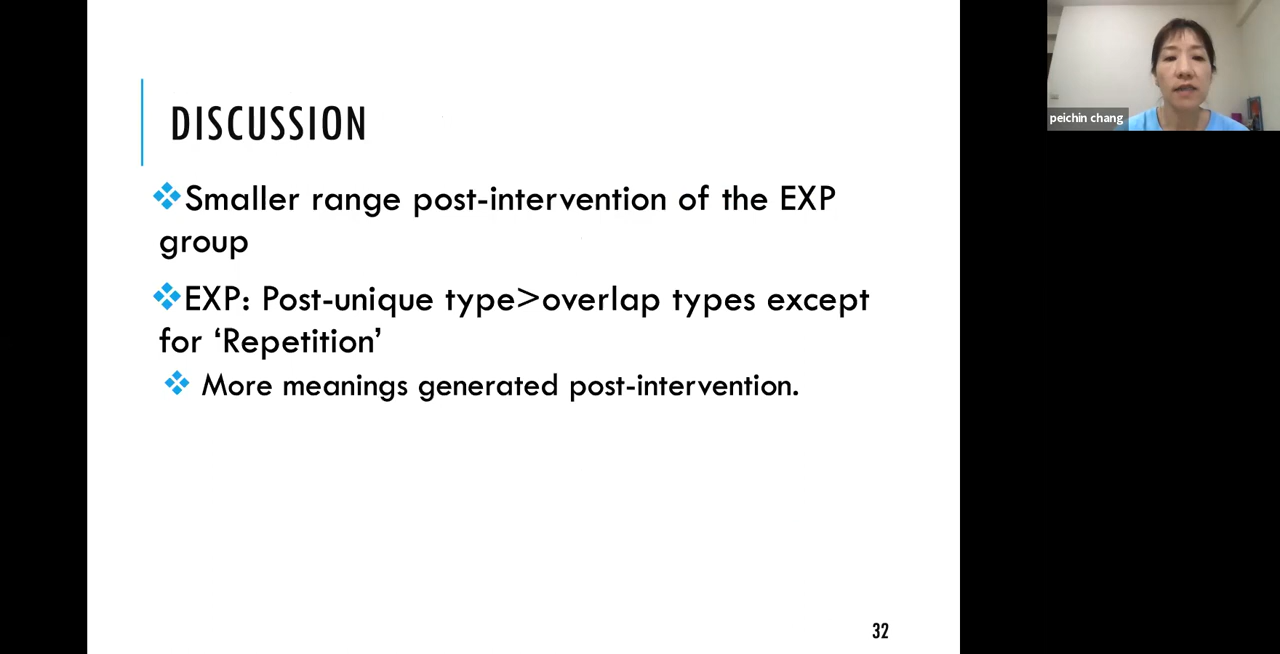 DISCUSSION
❖Smaller range post-intervention of the EXP
group
❖EXP: Post-unique type>overlap types except
for ‘Repetition’
❖ More meanings generated post-intervention.
32
peichin chang